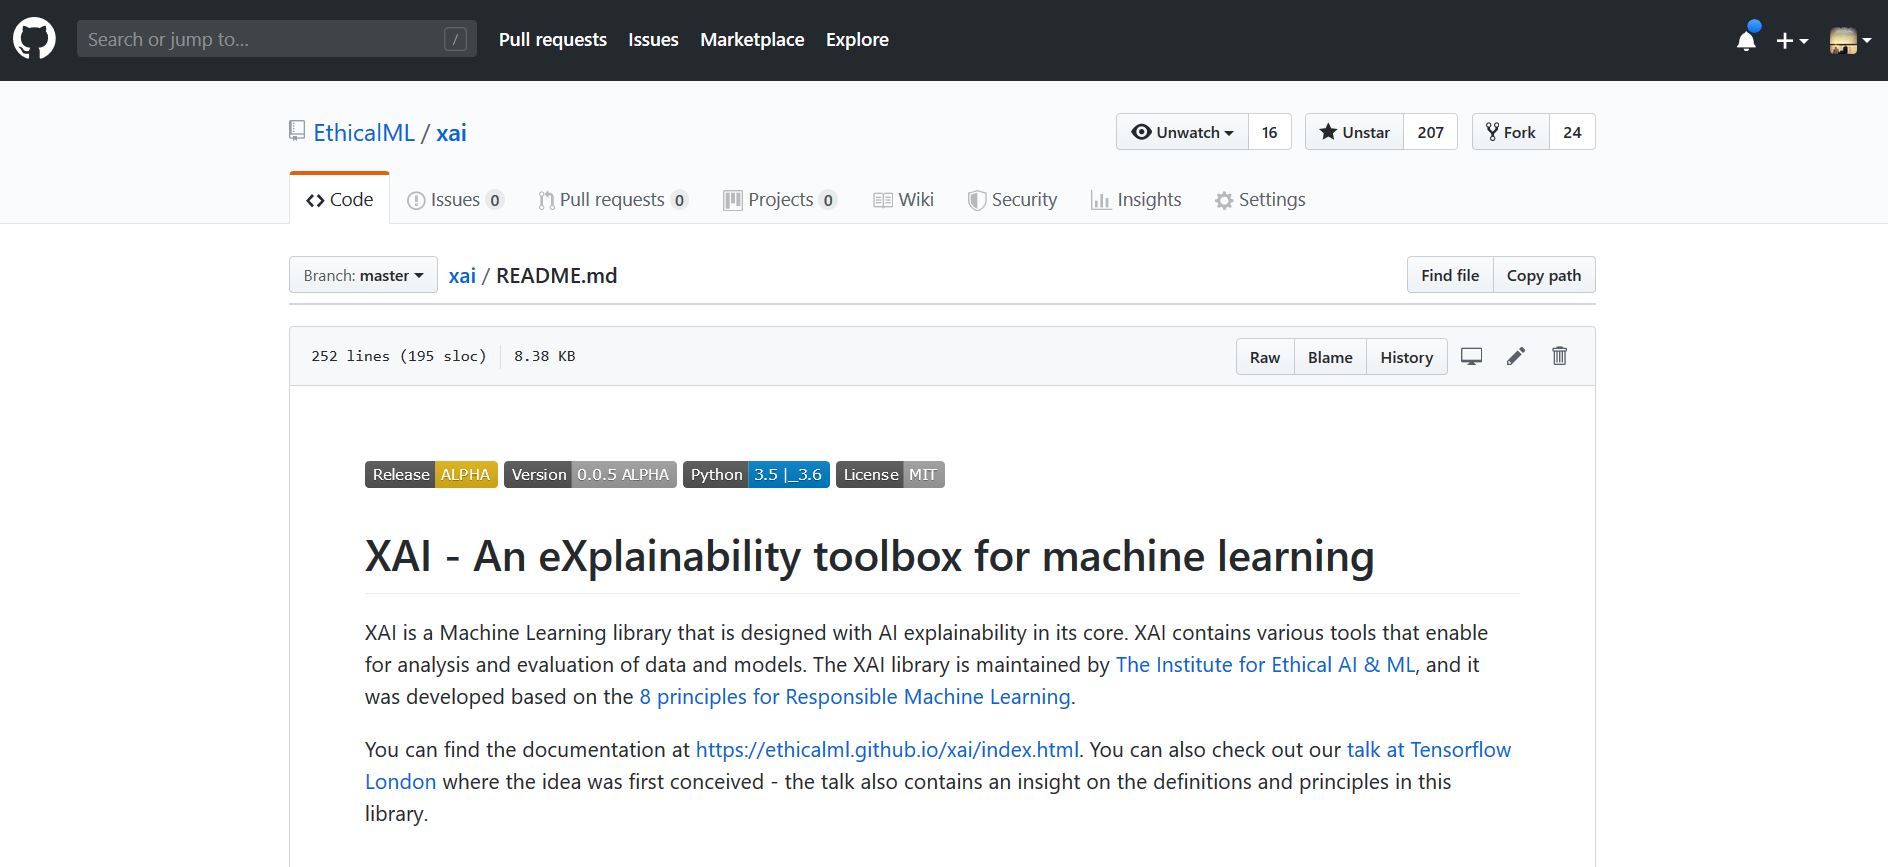 Search or jump to... / Pull requests Issues Marketplace Explore
EthicalML / xai Unwatch 16 Unstar 207 Fork 24
Code Issues 0 Pull requests 0 Projects 0 Wiki Security Insights Settings
Branch: master xai / README.md Find file Copy path
252 lines (195 sloc) 8.38 KB Raw Blame History
Release ALPHA Version 0.0.5 ALPHA Python 3.5 |_3.6 License MIT
XAI - An eXplainability toolbox for machine learning
XAI is a Machine Learning library that is designed with AI explainability in its core. XAI contains various tools that enable
for analysis and evaluation of data and models. The XAI library is maintained by The Institute for Ethical AI & ML, and it
was developed based on the 8 principles for Responsible Machine Learning.
You can find the documentation at https://ethicalml.github.io/xai/index.html. You can also check out our talk at Tensorflow
London where the idea was first conceived - the talk also contains an insight on the definitions and principles in this
library.